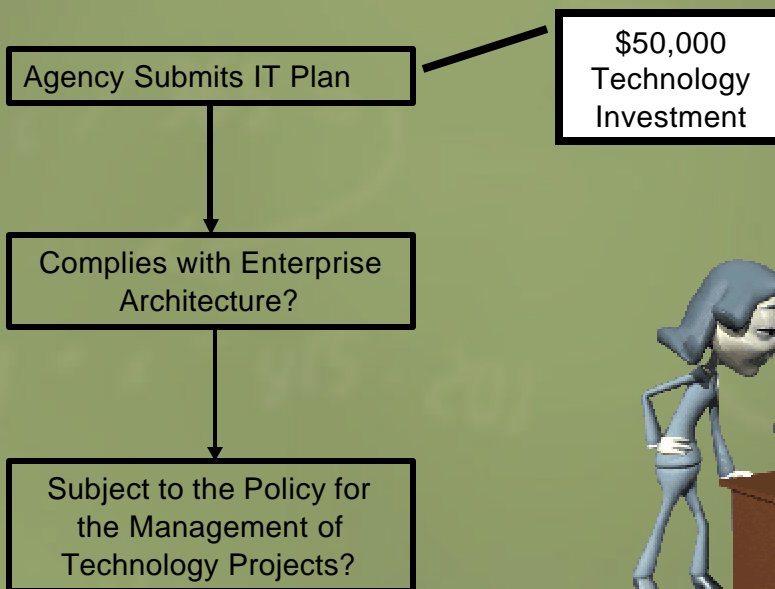 Agency Submits IT Plan
$50,000
Technology
Investment
Complies with Enterprise
Architecture?
Subject to the Policy for
the Management of
Technology Projects?